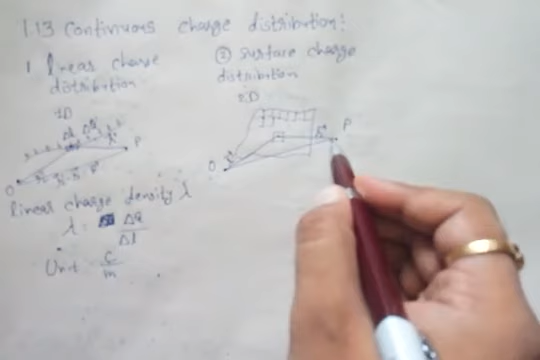 1.13 Continuous charge distribution:
1 linear charge distribution
1D
ΔQ
P
O
linear charge density λ
λ = ΔQ
Δl
Unit C
m
② surface charge distribution
2D
P
O